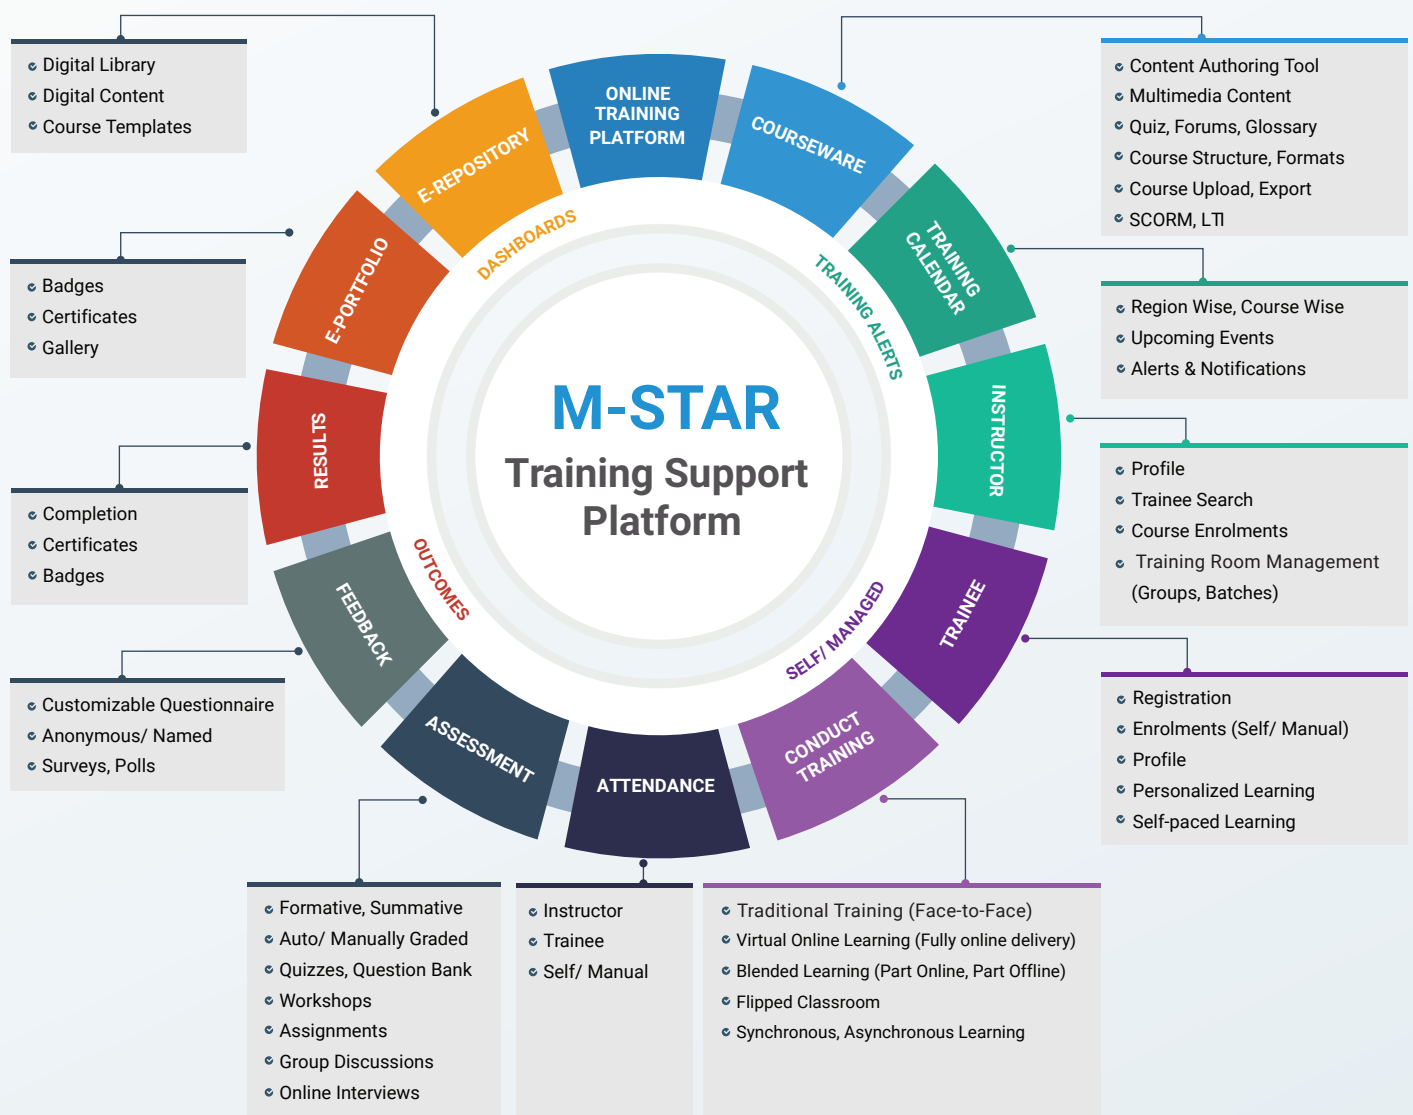 M-STAR
Training Support
Platform
ONLINE
TRAINING
PLATFORM
COURSEWARE
Content Authoring Tool
Multimedia Content
Quiz, Forums, Glossary
Course Structure, Formats
Course Upload, Export
SCORM, LTI
TRAINING
CALENDAR
Region Wise, Course Wise
Upcoming Events
Alerts & Notifications
TRAINING ALERTS
INSTRUCTOR
Profile
Trainee Search
Course Enrolments
Training Room Management
(Groups, Batches)
TRAINEE
Registration
Enrolments (Self/ Manual)
Profile
Personalized Learning
Self-paced Learning
SELF/ MANAGED
CONDUCT
TRAINING
Traditional Training (Face-to-Face)
Virtual Online Learning (Fully online delivery)
Blended Learning (Part Online, Part Offline)
Flipped Classroom
Synchronous, Asynchronous Learning
ATTENDANCE
Instructor
Trainee
Self/ Manual
ASSESSMENT
Formative, Summative
Auto/ Manually Graded
Quizzes, Question Bank
Workshops
Assignments
Group Discussions
Online Interviews
FEEDBACK
Customizable Questionnaire
Anonymous/ Named
Surveys, Polls
OUTCOMES
RESULTS
Completion
Certificates
Badges
E-PORTFOLIO
Badges
Certificates
Gallery
E-REPOSITORY
Digital Library
Digital Content
Course Templates
DASHBOARDS